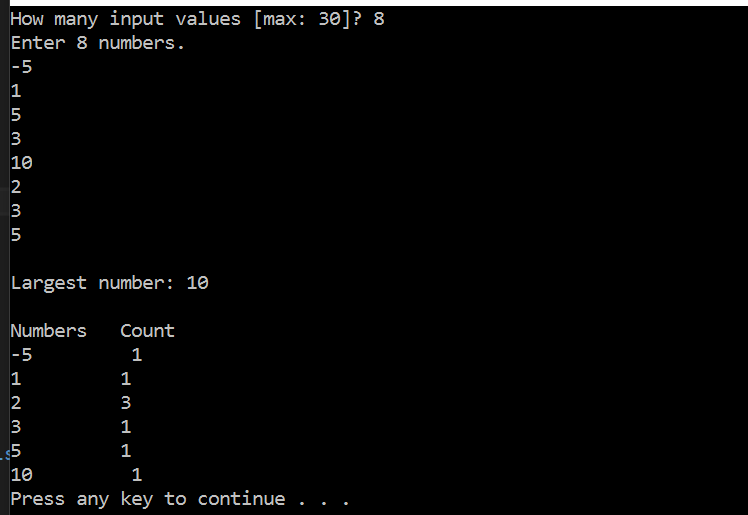 How many input values [max: 30]? 8
Enter 8 numbers.
-5
1
5
3
10
2
3
5

Largest number: 10

Numbers   Count
-5         1
1         1
2         3
3         1
5         1
10         1
Press any key to continue . . .